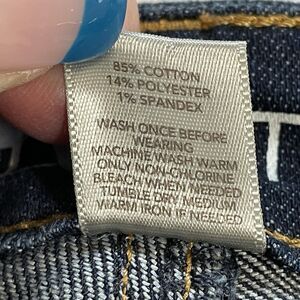 85% COTTON
14% POLYESTER
1% SPANDEX
WASH ONCE BEFORE
WEARING
MACHINE WASH WARM
ONLY NON-CHLORINE
BLEACH WHEN NEEDED
TUMBLE DRY MEDIUM
WARM IRON IF NEEDED